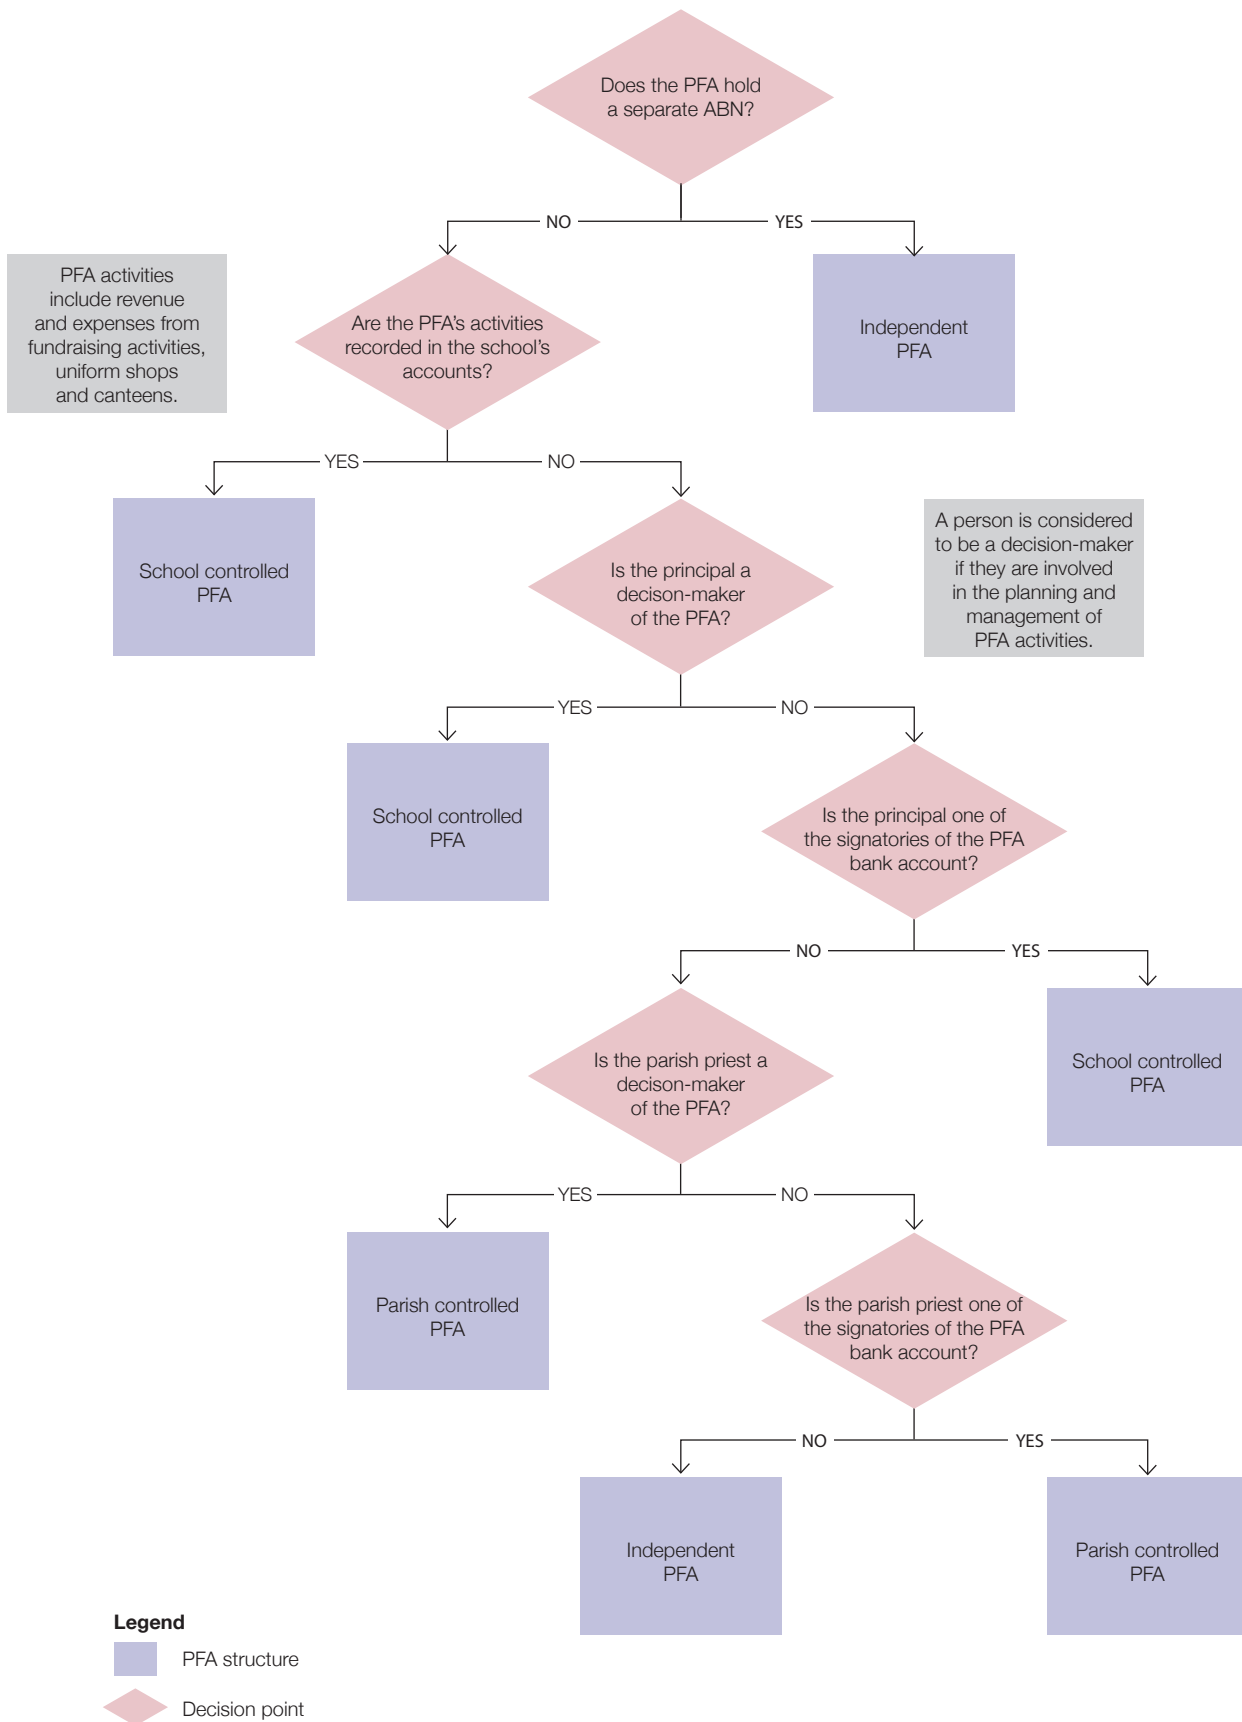 Does the PFA hold
a separate ABN?
NO
YES
PFA activities
include revenue
and expenses from
fundraising activities,
uniform shops
and canteens.
Are the PFA’s activities
recorded in the school’s
accounts?
Independent
PFA
YES
NO
School controlled
PFA
Is the principal a
decison-maker
of the PFA?
A person is considered
to be a decision-maker
if they are involved
in the planning and
management of
PFA activities.
YES
NO
School controlled
PFA
Is the principal one of
the signatories of the PFA
bank account?
NO
YES
Is the parish priest a
decison-maker
of the PFA?
School controlled
PFA
YES
NO
Parish controlled
PFA
Is the parish priest one of
the signatories of the PFA
bank account?
NO
YES
Independent
PFA
Parish controlled
PFA
Legend
PFA structure
Decision point